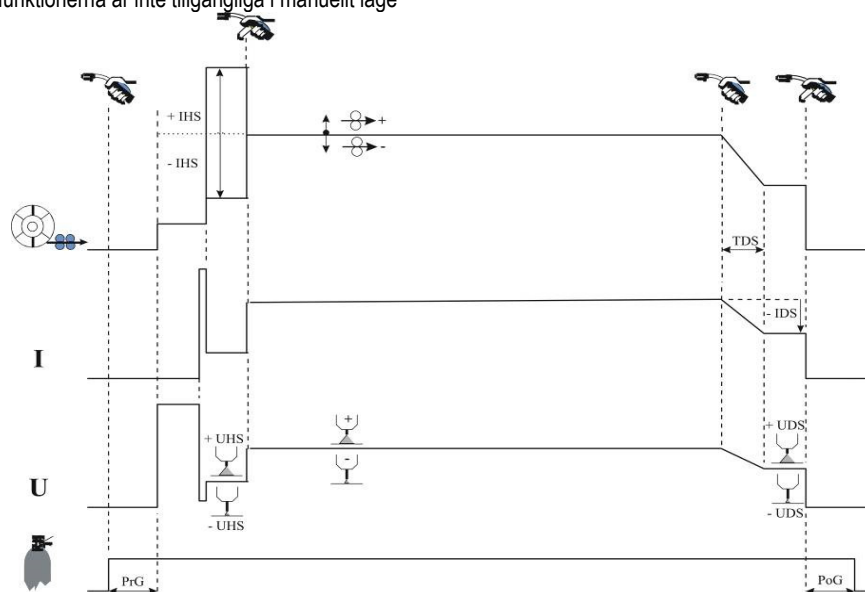 funktionerna är inte tillgängliga i manuellt läge
+ IHS
- IHS
+
-
TDS
I
- IDS
+
+ UHS
+ UDS
U
-
- UHS
- UDS
PrG
PoG